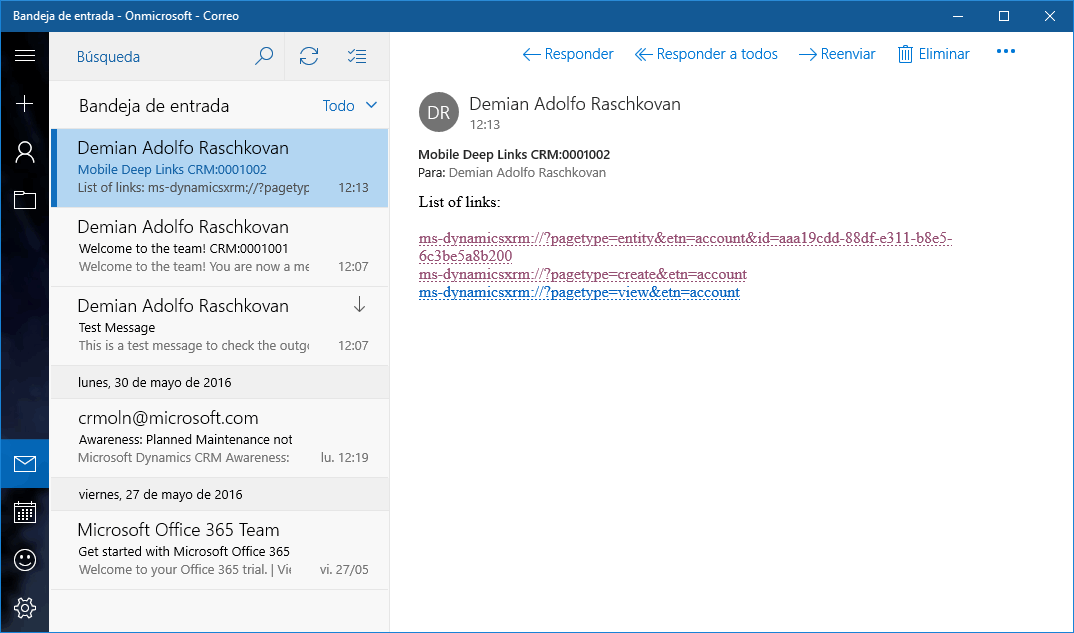 Bandeja de entrada - Onmicrosoft - Correo
Búsqueda
Responder
Responder a todos
Reenviar
Eliminar
Bandeja de entrada
Todo
Demian Adolfo Raschkovan
Mobile Deep Links CRM:0001002
List of links: ms-dynamicsxrm://?pagetyp
12:13
Demian Adolfo Raschkovan
Welcome to the team! CRM:0001001
Welcome to the team! You are now a me
12:07
Demian Adolfo Raschkovan
Test Message
This is a test message to check the outg
12:07
lunes, 30 de mayo de 2016
crmoln@microsoft.com
Awareness: Planned Maintenance not
Microsoft Dynamics CRM Awareness:
lu. 12:19
viernes, 27 de mayo de 2016
Microsoft Office 365 Team
Get started with Microsoft Office 365
Welcome to your Office 365 trial. | Vie
vi. 27/05
DR
Demian Adolfo Raschkovan
12:13
Mobile Deep Links CRM:0001002
Para: Demian Adolfo Raschkovan
List of links:
ms-dynamicsxrm://?pagetype=entity&etn=account&id=aaa19cdd-88df-e311-b8e5-
6c3be5a8b200
ms-dynamicsxrm://?pagetype=create&etn=account
ms-dynamicsxrm://?pagetype=view&etn=account